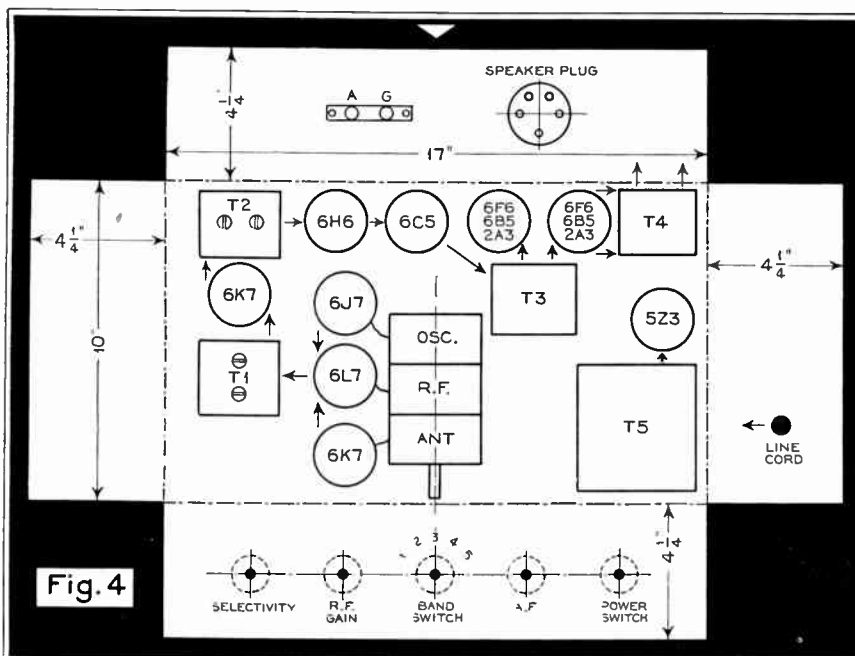 SPEAKER PLUG
A G
4 1/4"
17"
T2
6H6
6C5
6F6
6B5
2A3
6F6
6B5
2A3
T4
4 1/4"
4 1/4"
6K7
6J7
T3
5Z3
OSC.
10"
T1
6L7
R.F.
T5
6K7
ANT
LINE
CORD
4 1/4"
1 2 3 4 5
Fig. 4
SELECTIVITY
R.F.
GAIN
BAND
SWITCH
A.F
POWER
SWITCH